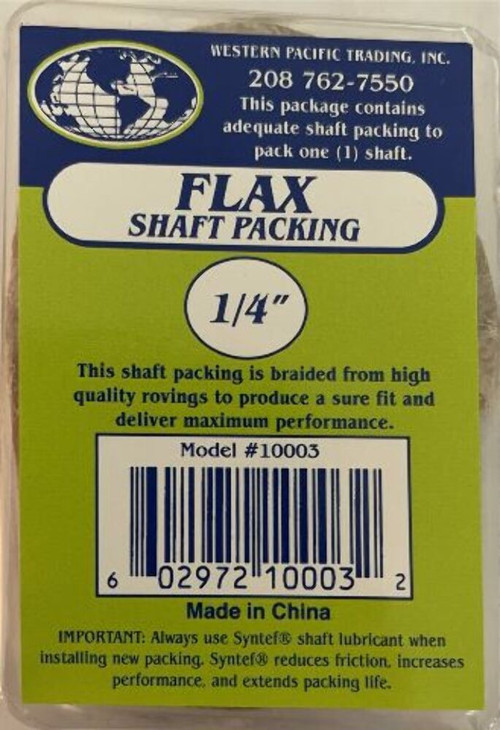 WESTERN PACIFIC TRADING, INC.
208 762-7550
This package contains
adequate shaft packing to
pack one (1) shaft.
FLAX
SHAFT PACKING
1/4"
This shaft packing is braided from high
quality rovings to produce a sure fit and
deliver maximum performance.
Model #10003
6 02972 10003 2
Made in China
IMPORTANT: Always use Syntef® shaft lubricant when
installing new packing. Syntef® reduces friction, increases
performance, and extends packing life.